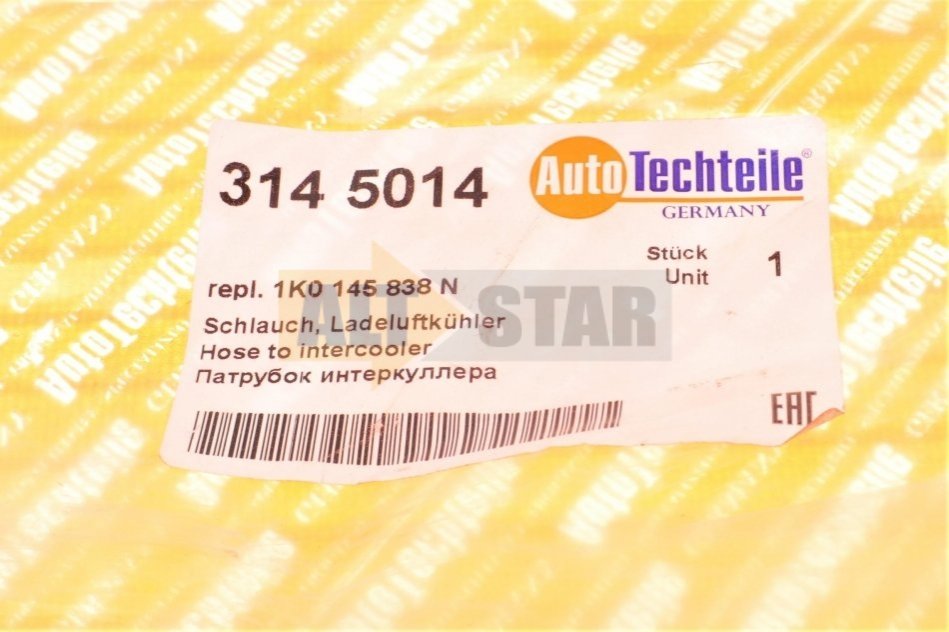 314 5014
AutoTechteile®
GERMANY
Stück 1
Unit
repl. 1K0 145 838 N
Schlauch, Ladeluftkühler
Hose to intercooler
Патрубок интеркуллера
EAC
STAR